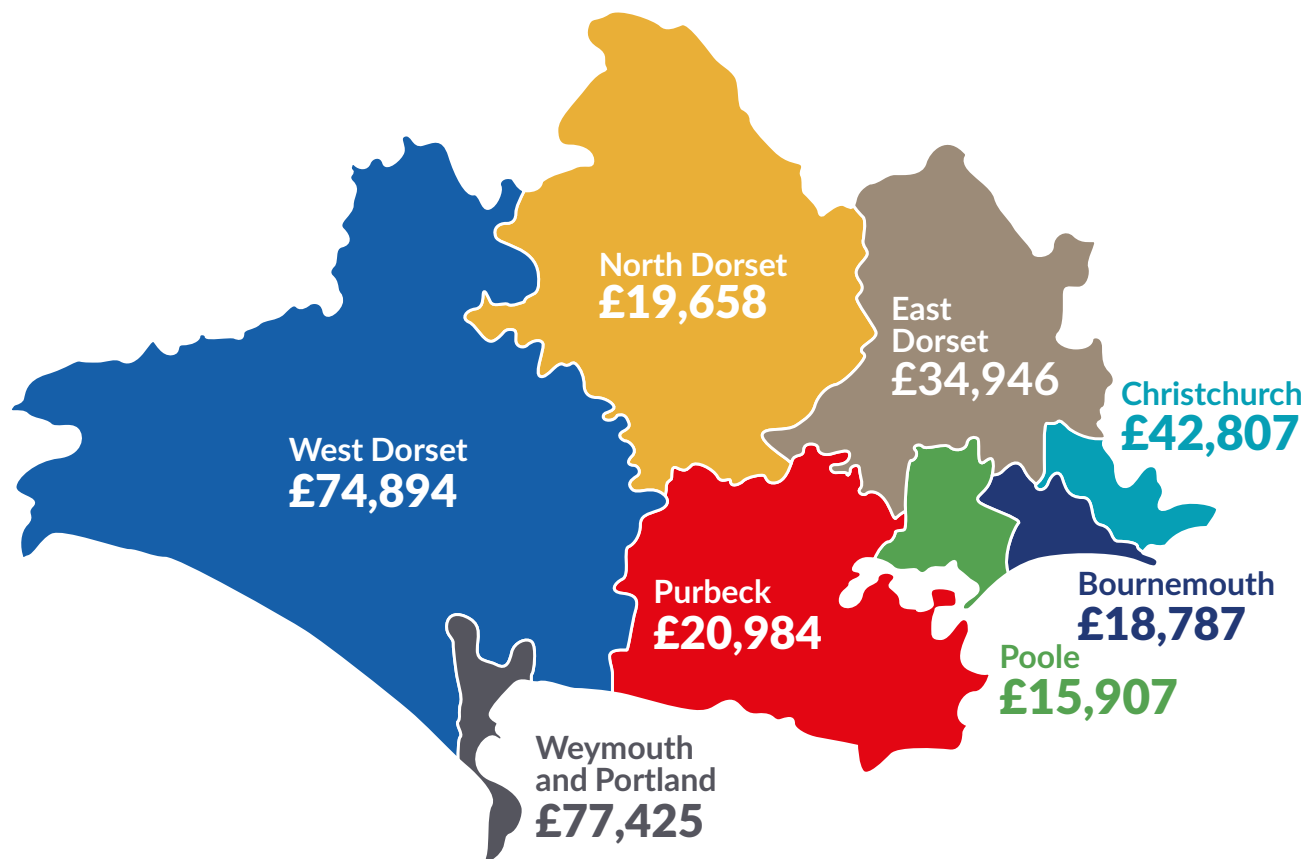 North Dorset
£19,658
East
Dorset
£34,946
Christchurch
£42,807
West Dorset
£74,894
Purbeck
£20,984
Bournemouth
£18,787
Poole
£15,907
Weymouth
and Portland
£77,425